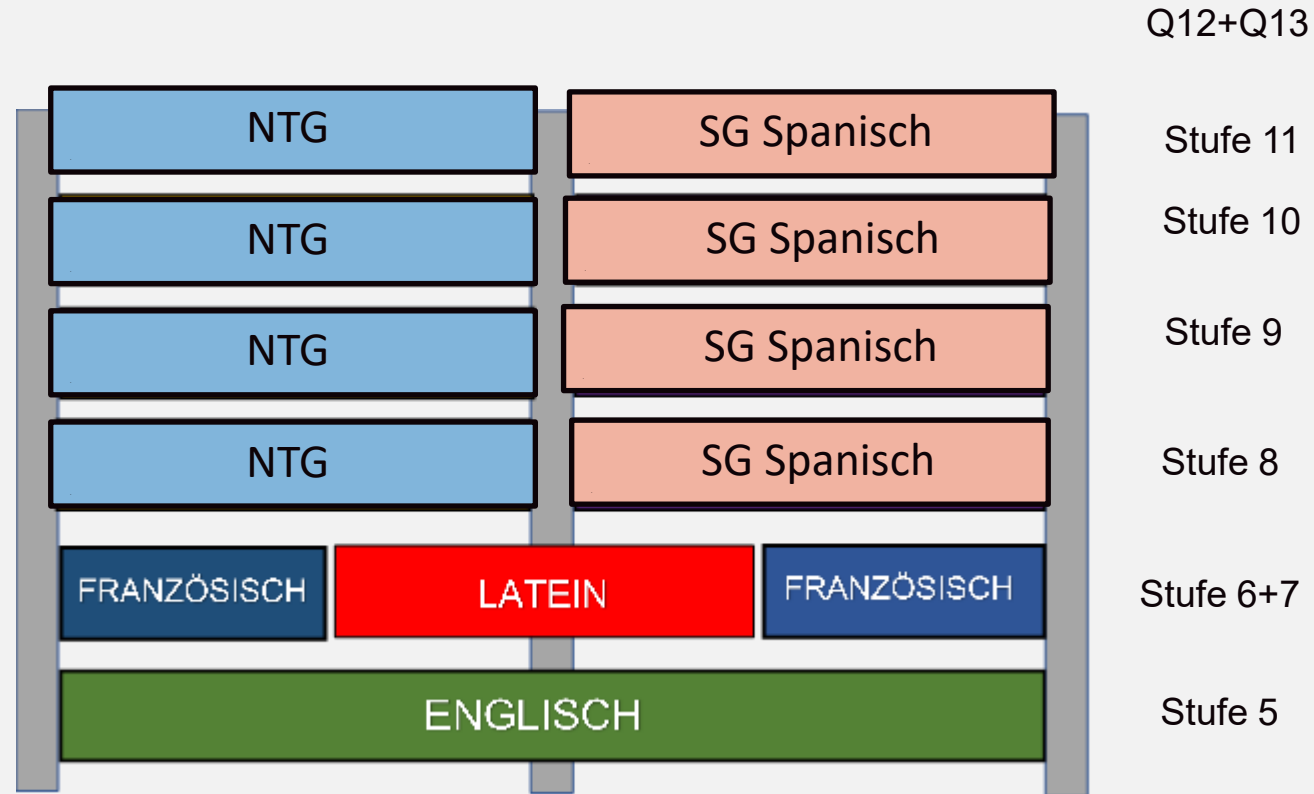 Q12+Q13
NTG SG Spanisch Stufe 11
NTG SG Spanisch Stufe 10
NTG SG Spanisch Stufe 9
NTG SG Spanisch Stufe 8
FRANZÖSISCH LATEIN FRANZÖSISCH Stufe 6+7
ENGLISCH Stufe 5